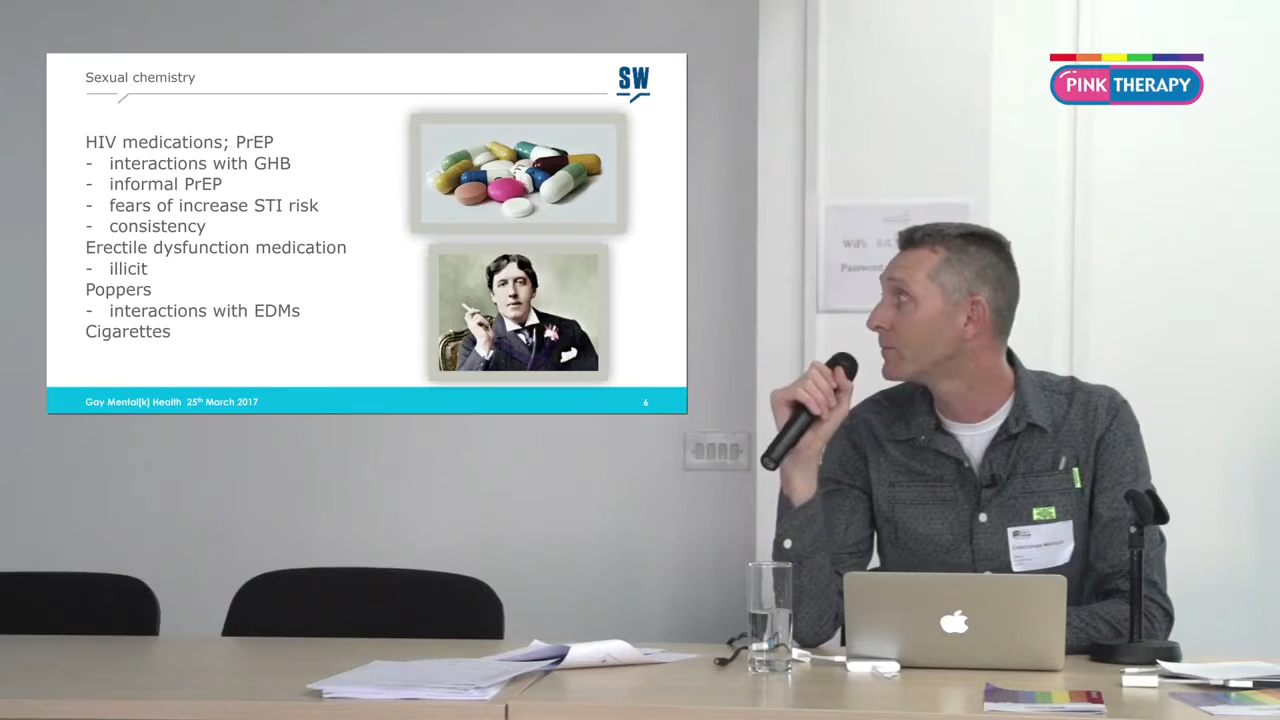 Sexual chemistry
SW
HIV medications; PrEP
- interactions with GHB
- informal PrEP
- fears of increase STI risk
- consistency
Erectile dysfunction medication
- illicit
Poppers
- interactions with EDMs
Cigarettes
Gay Mental[k] Health 25th March 2017
6
PINK THERAPY
WiFi:
Password